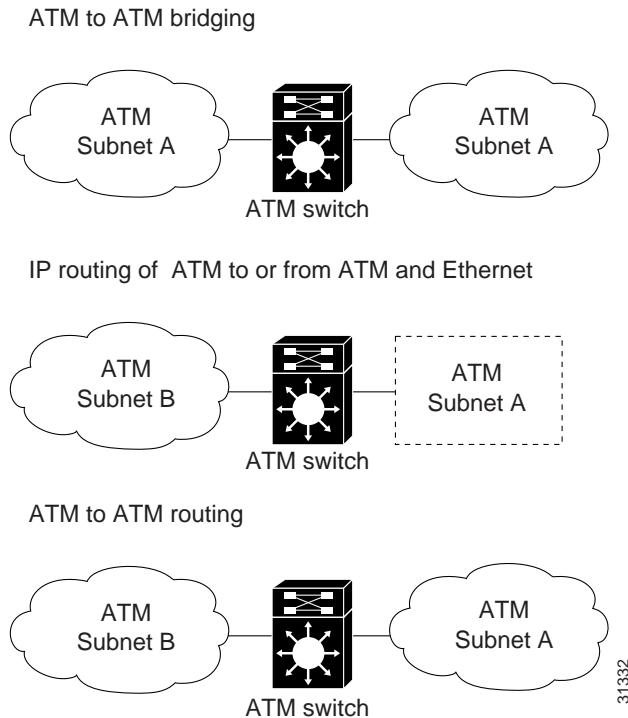 ATM to ATM bridging
ATM
Subnet A
ATM
Subnet A
ATM switch
IP routing of ATM to or from ATM and Ethernet
ATM
Subnet B
ATM
Subnet A
ATM switch
ATM to ATM routing
ATM
Subnet B
ATM
Subnet A
ATM switch
31332